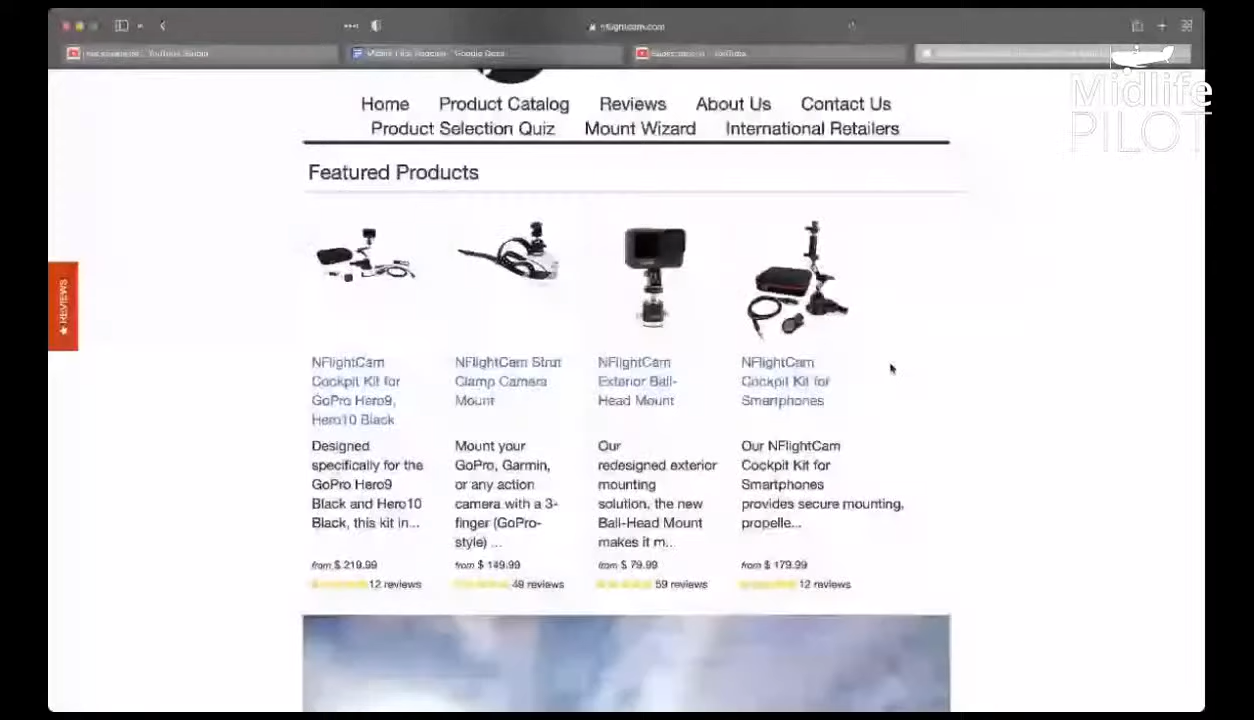 nflightcam.com
Midlife
PILOT
Home Product Catalog Reviews About Us Contact Us
Product Selection Quiz Mount Wizard International Retailers
Featured Products
★ REVIEWS
NFlightCam
Cockpit Kit for
GoPro Hero9,
Hero10 Black
Designed
specifically for the
GoPro Hero9
Black and Hero10
Black, this kit in...
from $ 219.99
12 reviews
NFlightCam Strut
Clamp Camera
Mount
Mount your
GoPro, Garmin,
or any action
camera with a 3-
finger (GoPro-
style) ...
from $ 149.99
49 reviews
NFlightCam
Exterior Ball-
Head Mount
Our
redesigned exterior
mounting
solution, the new
Ball-Head Mount
makes it m...
from $ 79.99
59 reviews
NFlightCam
Cockpit Kit for
Smartphones
Our NFlightCam
Cockpit Kit for
Smartphones
provides secure mounting,
propelle...
from $ 179.99
12 reviews